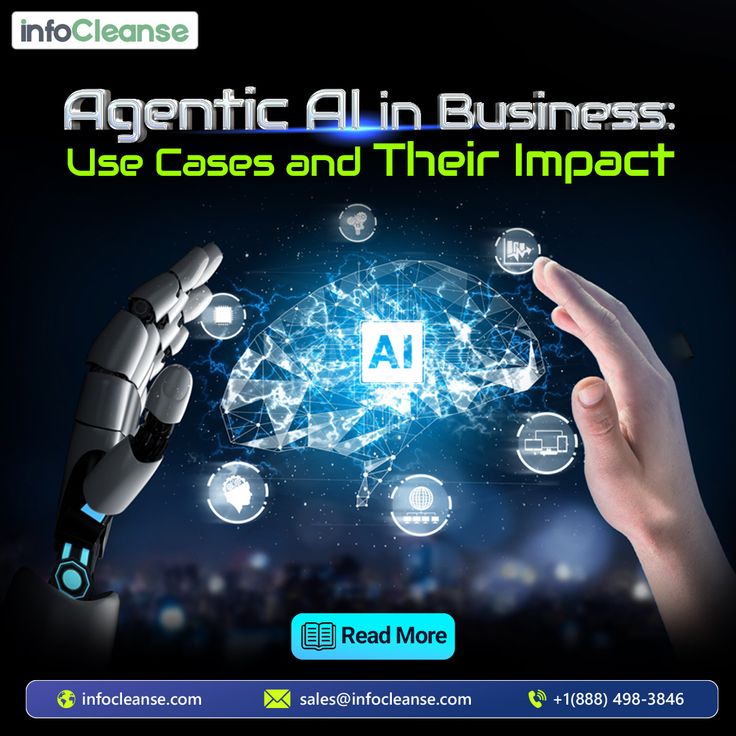 infoCleanse
Agentic AI in Business:
Use Cases and Their Impact
AI
Read More
infocleanse.com
sales@infocleanse.com
+1(888) 498-3846